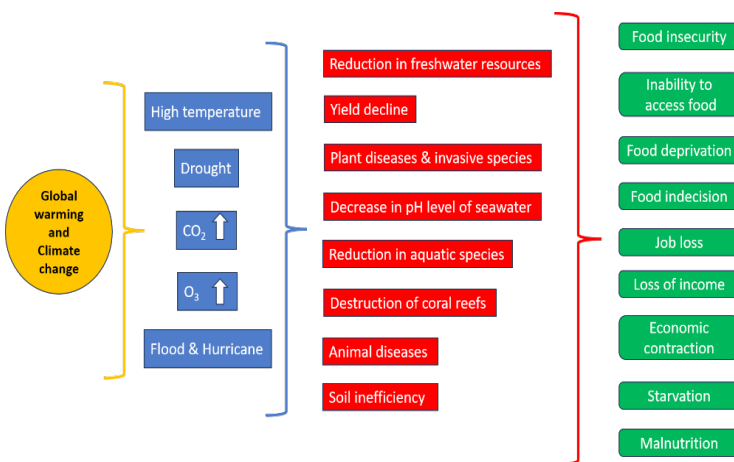 Global
warming
and
Climate
change
High temperature
Drought
CO₂
O₃
Flood & Hurricane
Reduction in freshwater resources
Yield decline
Plant diseases & invasive species
Decrease in pH level of seawater
Reduction in aquatic species
Destruction of coral reefs
Animal diseases
Soil inefficiency
Food insecurity
Inability to
access food
Food deprivation
Food indecision
Job loss
Loss of income
Economic
contraction
Starvation
Malnutrition